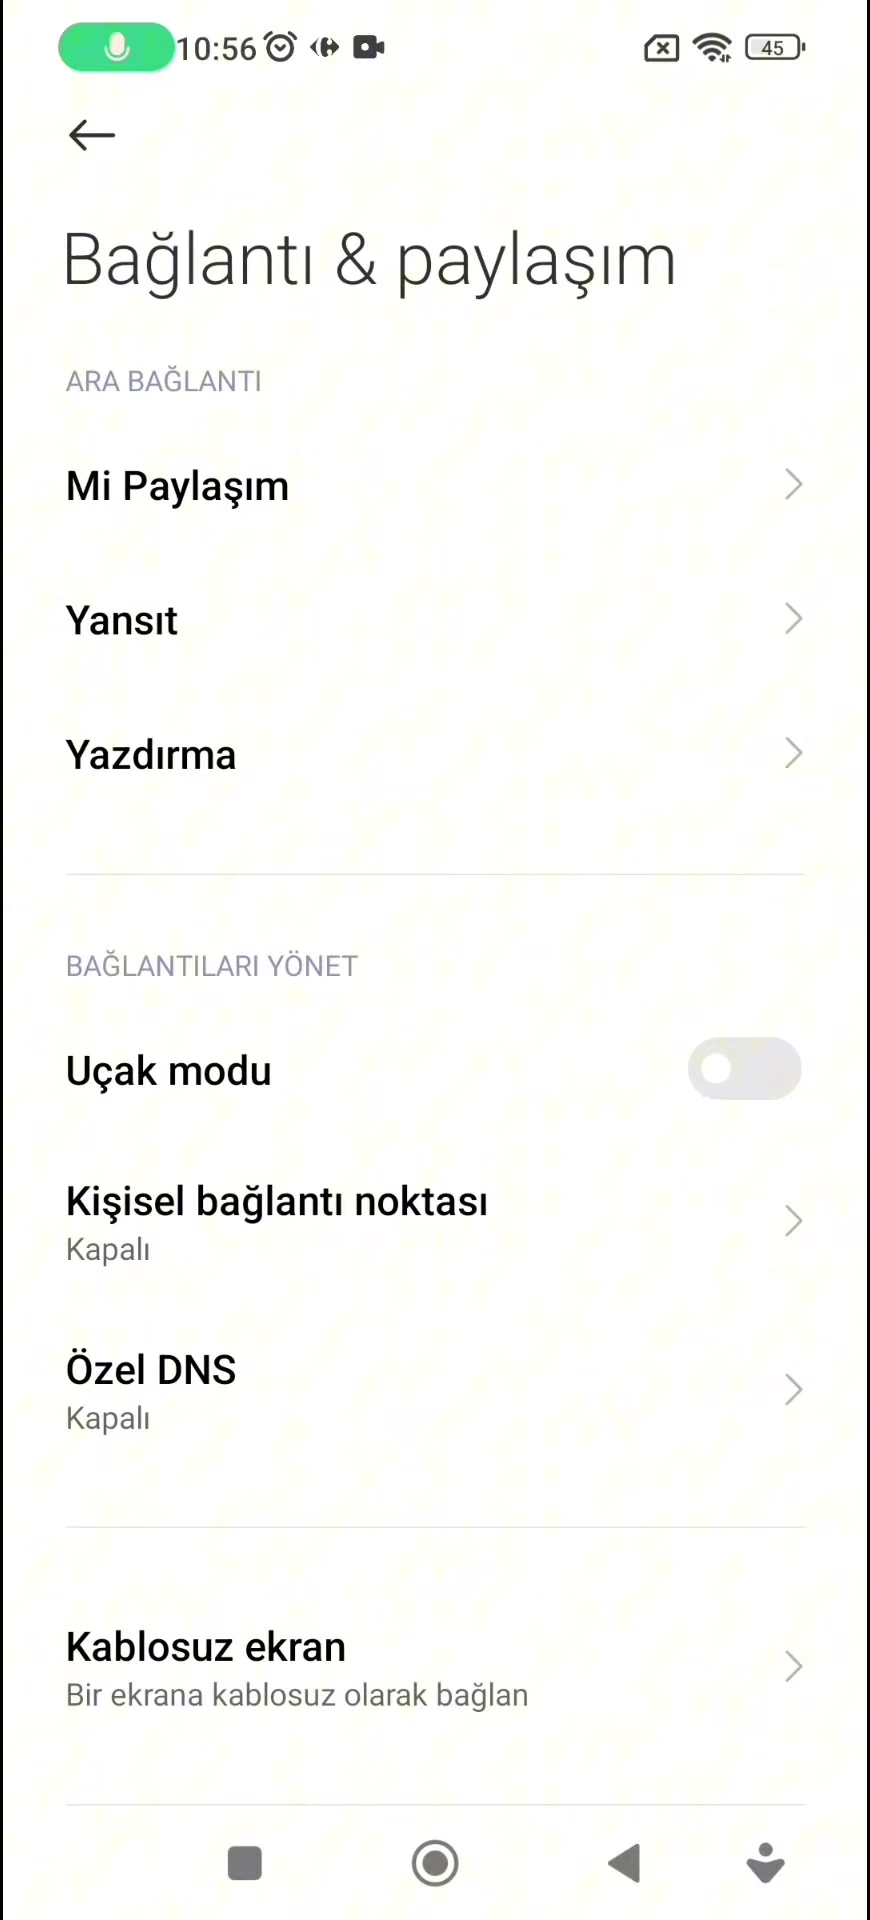 10:56
45
Bağlantı & paylaşım
ARA BAĞLANTI
Mi Paylaşım
Yansıt
Yazdırma
BAĞLANTILARI YÖNET
Uçak modu
Kişisel bağlantı noktası
Kapalı
Özel DNS
Kapalı
Kablosuz ekran
Bir ekrana kablosuz olarak bağlan